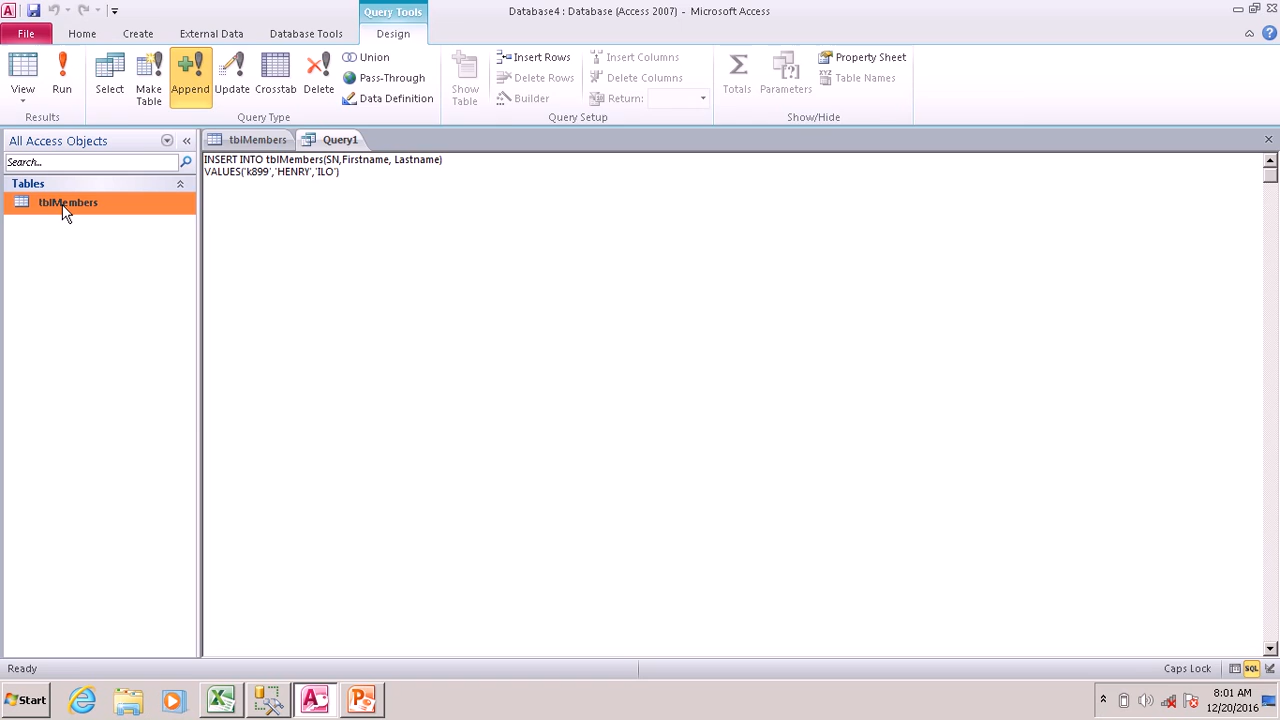 Query Tools
Database4 : Database (Access 2007) - Microsoft Access
File Home Create External Data Database Tools Design
View Run Select Make Table Append Update Crosstab Delete
Union
Pass-Through
Data Definition
Show Table
Insert Rows
Delete Rows
Builder
Insert Columns
Delete Columns
Return:
Totals Parameters
Property Sheet
XYZ Table Names
Results Query Type Query Setup Show/Hide
All Access Objects
Search..
Tables
tblMembers
tblMembers Query1
INSERT INTO tblMembers(SN,Firstname, Lastname)
VALUES('k899','HENRY','ILO')
Ready
Caps Lock
SQL
Start
8:01 AM
12/20/2016